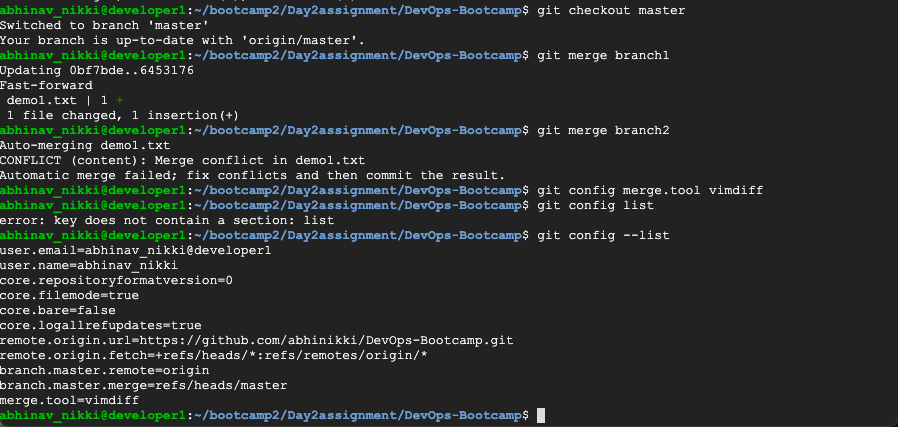 abhinav_nikki@developer1:~/bootcamp2/Day2assignment/DevOps-Bootcamp$ git checkout master
Switched to branch 'master'
Your branch is up-to-date with 'origin/master'.
abhinav_nikki@developer1:~/bootcamp2/Day2assignment/DevOps-Bootcamp$ git merge branch1
Updating 0bf7bde..6453176
Fast-forward
 demo1.txt | 1 +
 1 file changed, 1 insertion(+)
abhinav_nikki@developer1:~/bootcamp2/Day2assignment/DevOps-Bootcamp$ git merge branch2
Auto-merging demo1.txt
CONFLICT (content): Merge conflict in demo1.txt
Automatic merge failed; fix conflicts and then commit the result.
abhinav_nikki@developer1:~/bootcamp2/Day2assignment/DevOps-Bootcamp$ git config merge.tool vimdiff
abhinav_nikki@developer1:~/bootcamp2/Day2assignment/DevOps-Bootcamp$ git config list
error: key does not contain a section: list
abhinav_nikki@developer1:~/bootcamp2/Day2assignment/DevOps-Bootcamp$ git config --list
user.email=abhinav_nikki@developer1
user.name=abhinav_nikki
core.repositoryformatversion=0
core.filemode=true
core.bare=false
core.logallrefupdates=true
remote.origin.url=https://github.com/abhinikki/DevOps-Bootcamp.git
remote.origin.fetch=+refs/heads/*:refs/remotes/origin/*
branch.master.remote=origin
branch.master.merge=refs/heads/master
merge.tool=vimdiff
abhinav_nikki@developer1:~/bootcamp2/Day2assignment/DevOps-Bootcamp$